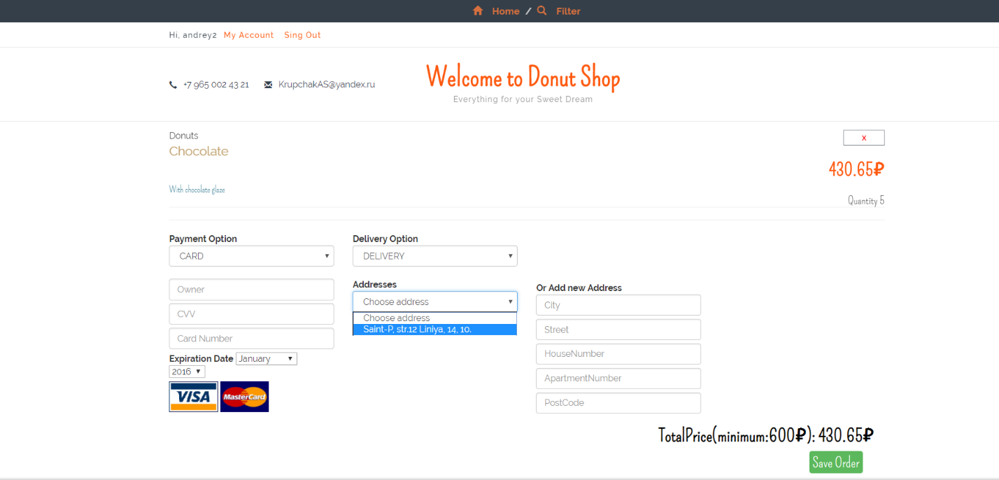 Home / Filter
Hi, andrey2 My Account Sing Out
+7 965 002 43 21 KrupchakAS@yandex.ru
Welcome to Donut Shop
Everything for your Sweet Dream
Donuts
x
Chocolate
430.65₽
With chocolate glaze
Quantity 5
Payment Option
CARD
Owner
CVV
Card Number
Expiration Date January
2016
VISA MasterCard
Delivery Option
DELIVERY
Addresses
Choose address
Choose address
Saint-P, str.12 Liniya, 14, 10.
Or Add new Address
City
Street
HouseNumber
ApartmentNumber
PostCode
TotalPrice(minimum:600₽): 430.65₽
Save Order